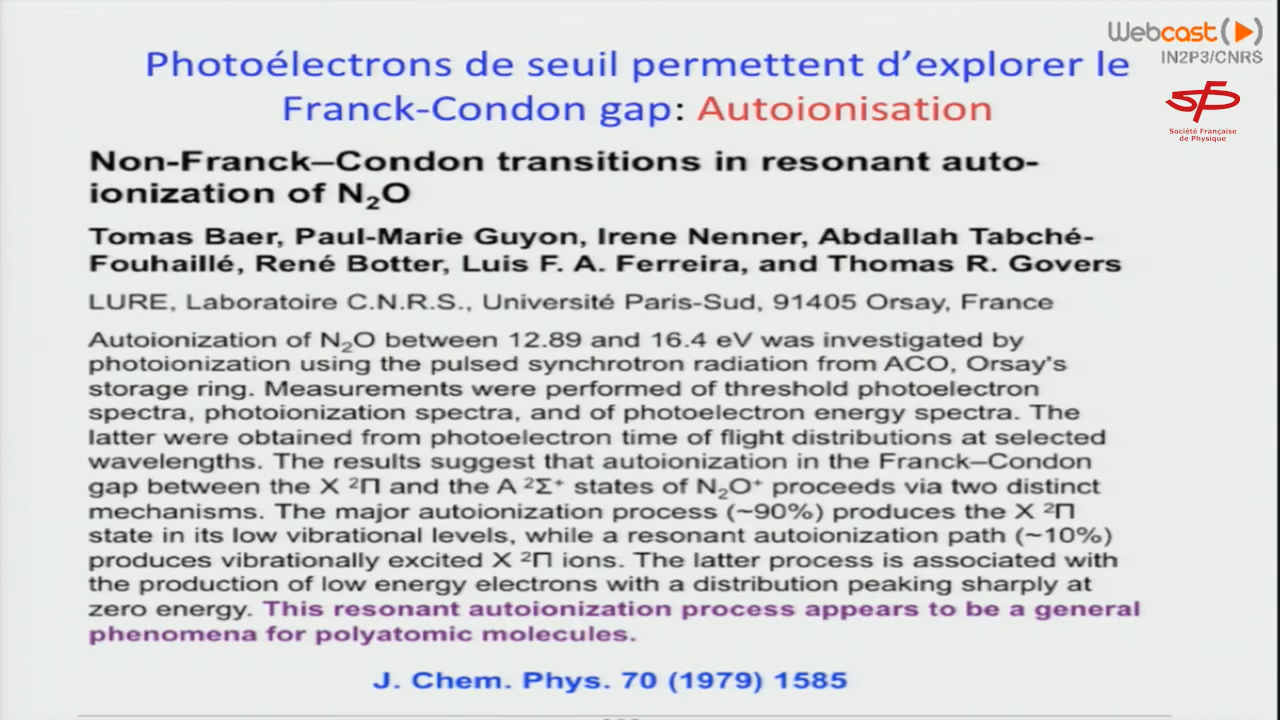 Webcast
IN2P3/CNRS
Photoélectrons de seuil permettent d’explorer le
Franck-Condon gap: Autoionisation
SFP
Société Française
de Physique
Non-Franck–Condon transitions in resonant auto-
ionization of N₂O
Tomas Baer, Paul-Marie Guyon, Irene Nenner, Abdallah Tabché-
Fouhaillé, René Botter, Luis F. A. Ferreira, and Thomas R. Govers
LURE, Laboratoire C.N.R.S., Université Paris-Sud, 91405 Orsay, France
Autoionization of N₂O between 12.89 and 16.4 eV was investigated by
photoionization using the pulsed synchrotron radiation from ACO, Orsay's
storage ring. Measurements were performed of threshold photoelectron
spectra, photoionization spectra, and of photoelectron energy spectra. The
latter were obtained from photoelectron time of flight distributions at selected
wavelengths. The results suggest that autoionization in the Franck–Condon
gap between the X ²Π and the A ²Σ⁺ states of N₂O⁺ proceeds via two distinct
mechanisms. The major autoionization process (~90%) produces the X ²Π
state in its low vibrational levels, while a resonant autoionization path (~10%)
produces vibrationally excited X ²Π ions. The latter process is associated with
the production of low energy electrons with a distribution peaking sharply at
zero energy. This resonant autoionization process appears to be a general
phenomena for polyatomic molecules.
J. Chem. Phys. 70 (1979) 1585